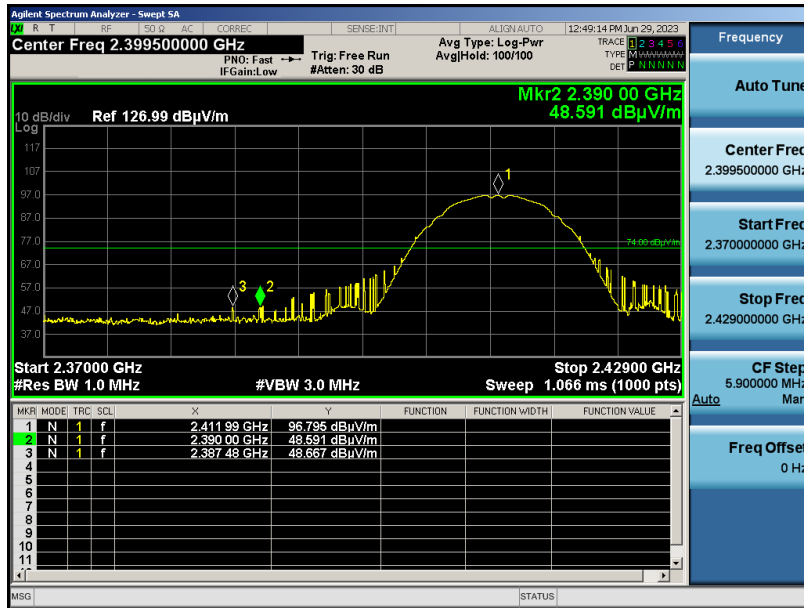 Agilent Spectrum Analyzer - Swept SA
LXI R T RF 50 Ω AC CORREC SENSE:INT ALIGN AUTO 12:49:14 PM Jun 29, 2023
Center Freq 2.399500000 GHz
PNO: Fast
IFGain:Low
Trig: Free Run
#Atten: 30 dB
Avg Type: Log-Pwr
Avg|Hold: 100/100
TRACE 1 2 3 4 5 6
TYPE M
DET P N N N N N
Frequency
Auto Tune
Center Freq
2.399500000 GHz
Start Freq
2.370000000 GHz
Stop Freq
2.429000000 GHz
CF Step
5.900000 MHz
Auto Man
Freq Offset
0 Hz
Mkr2 2.390 00 GHz
48.591 dBµV/m
10 dB/div Ref 126.99 dBµV/m
Log
117
107
97.0
87.0
77.0
67.0
57.0
47.0
37.0
1
74.00 dBµV/m
3 2
Start 2.37000 GHz Stop 2.42900 GHz
#Res BW 1.0 MHz #VBW 3.0 MHz Sweep 1.066 ms (1000 pts)
MKR MODE TRC SCL X Y FUNCTION FUNCTION WIDTH FUNCTION VALUE
1 N 1 f 2.411 99 GHz 96.795 dBµV/m
2 N 1 f 2.390 00 GHz 48.591 dBµV/m
3 N 1 f 2.387 48 GHz 48.667 dBµV/m
4
5
6
7
8
9
10
11
MSG STATUS